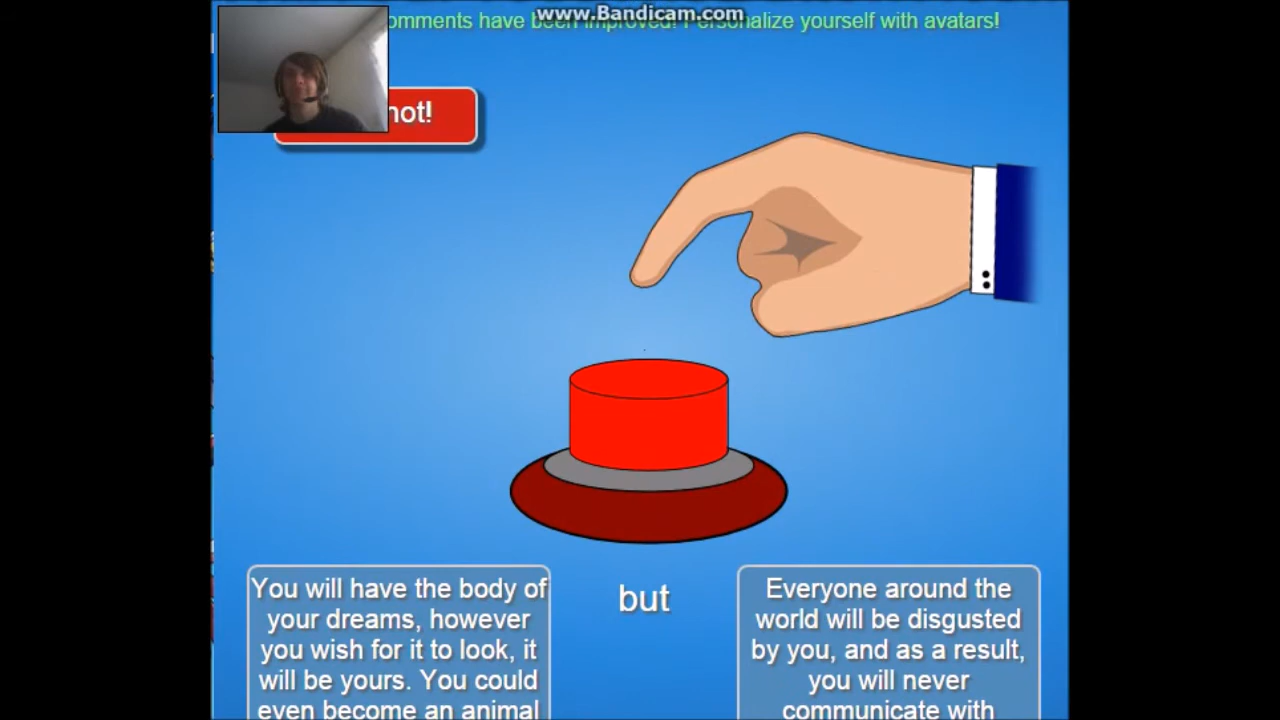 www.Bandicam.com
comments have been improved! Personalize yourself with avatars!
not!
You will have the body of
your dreams, however
you wish for it to look, it
will be yours. You could
even become an animal
but
Everyone around the
world will be disgusted
by you, and as a result,
you will never
communicate with